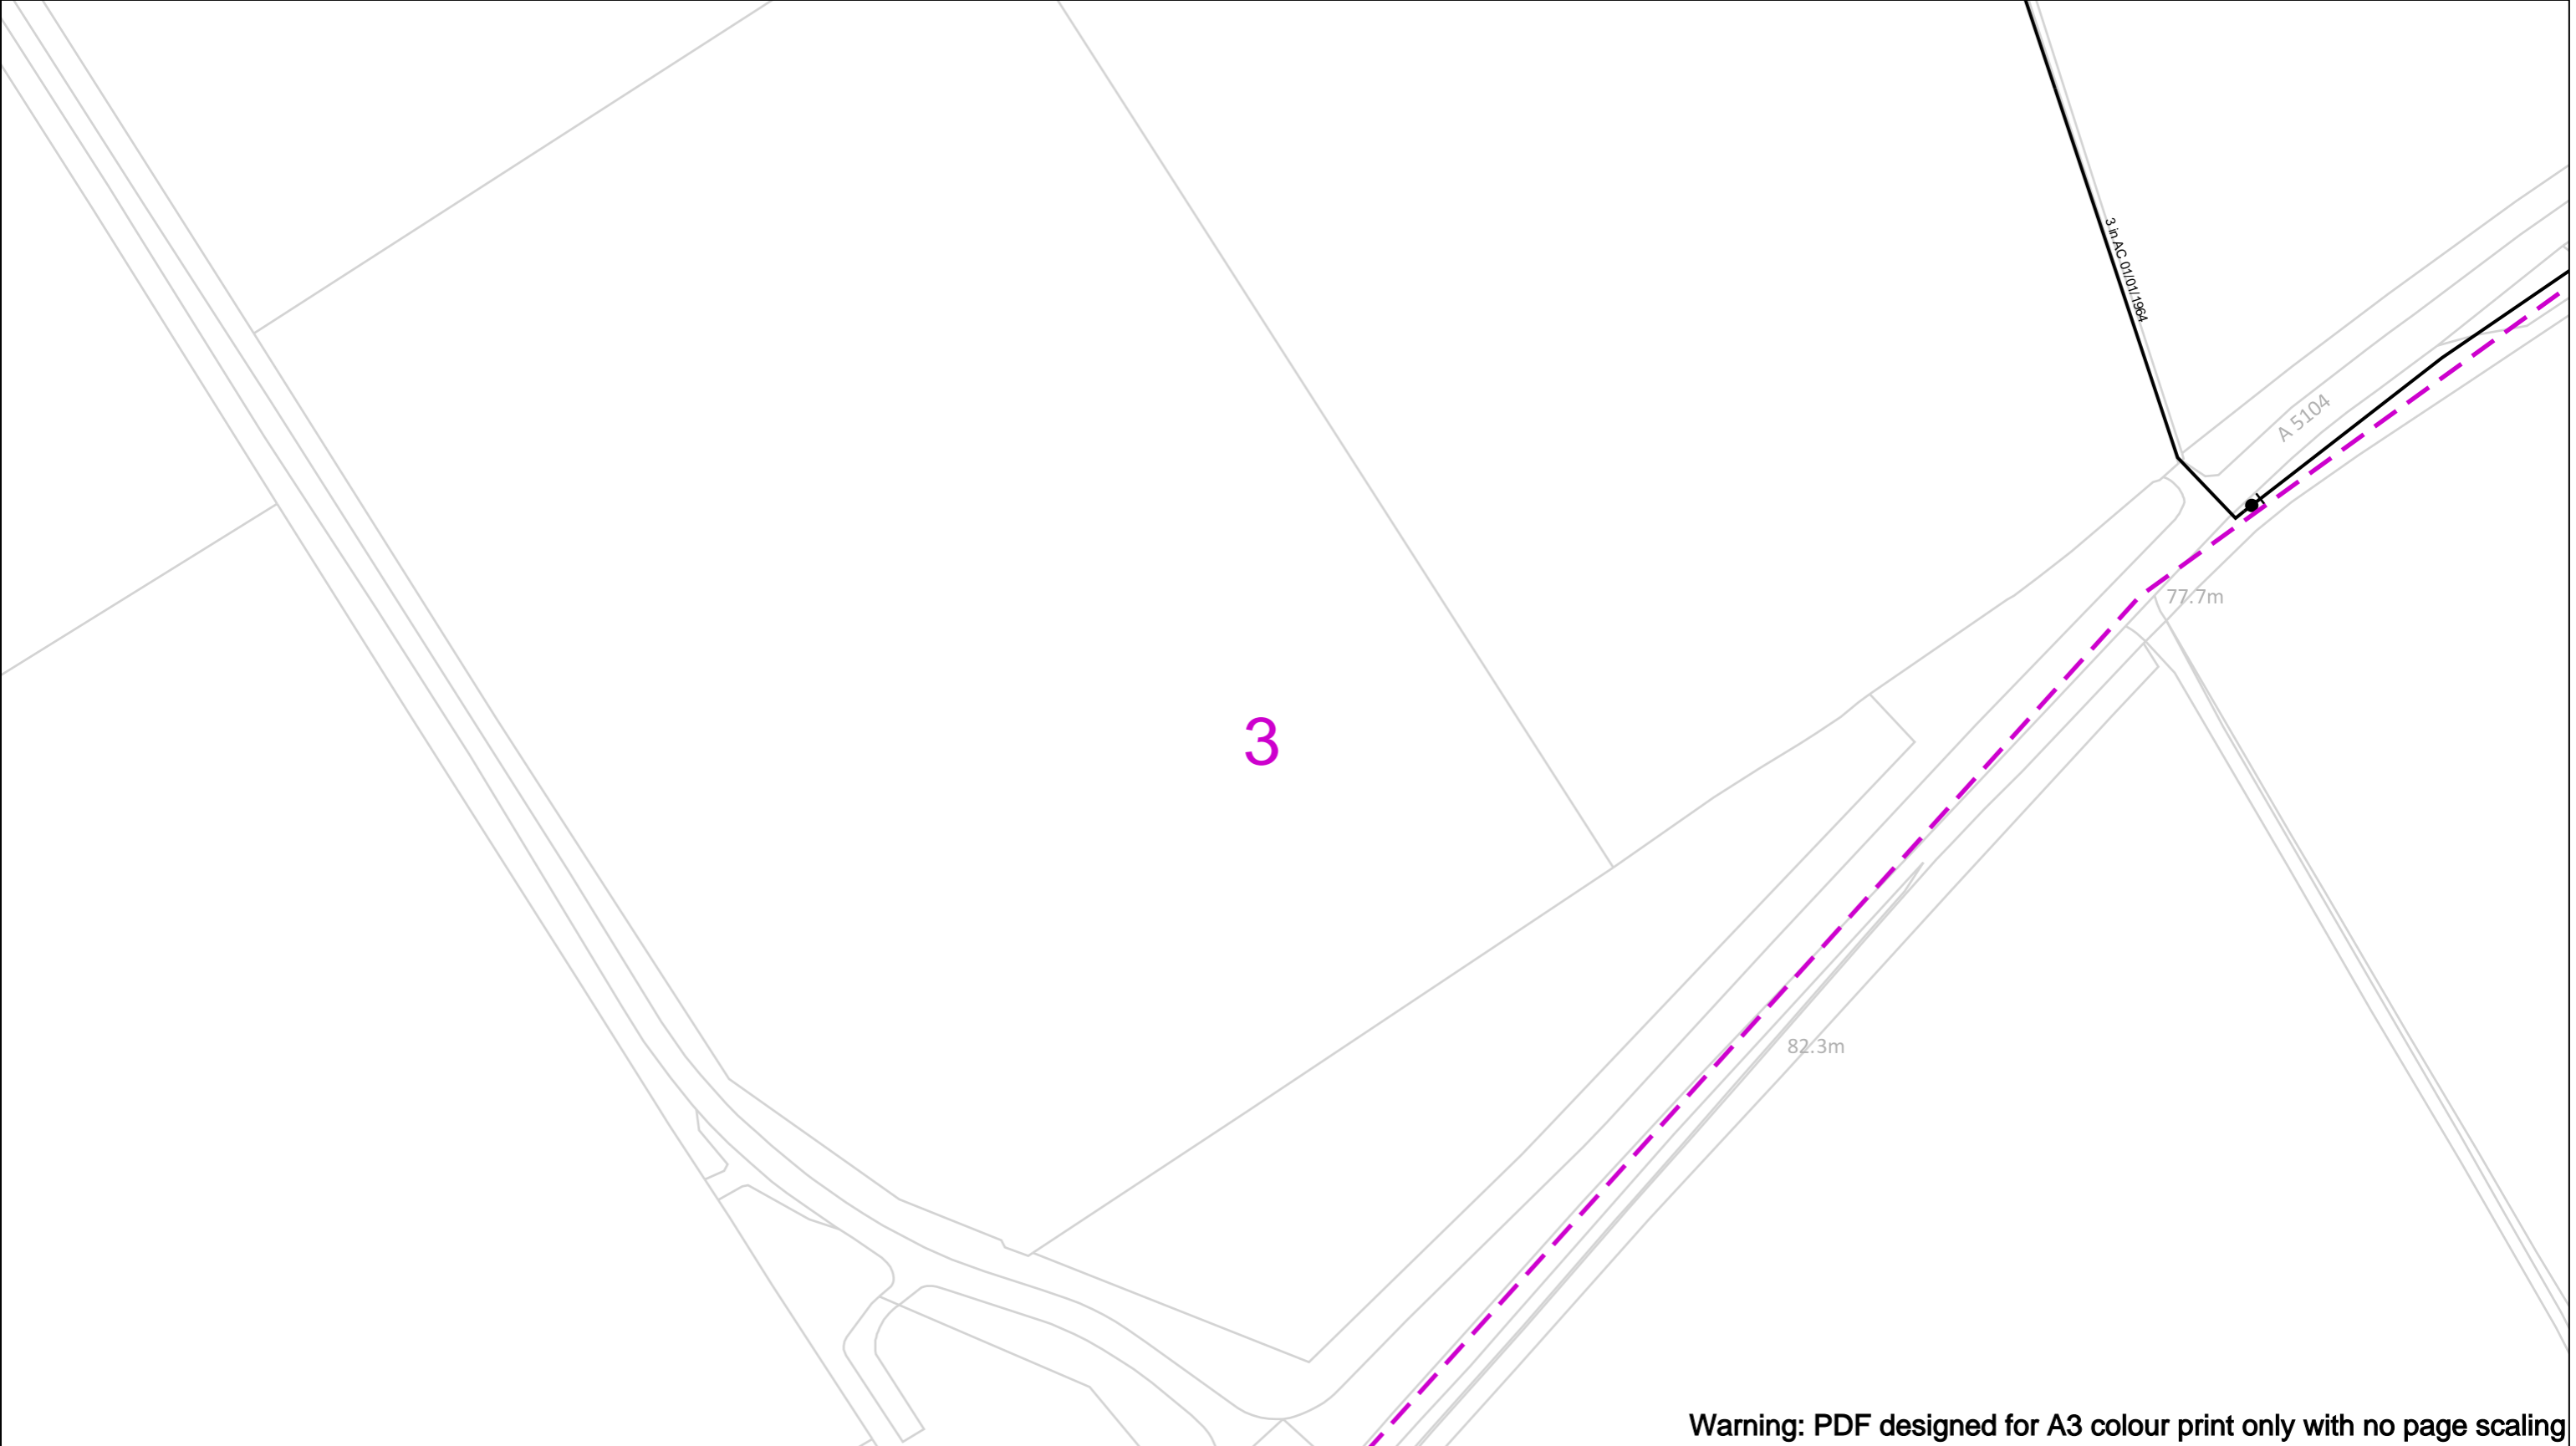 3 in AC 01/01/1964
A 5104
77.7m
3
82.3m
Warning: PDF designed for A3 colour print only with no page scaling